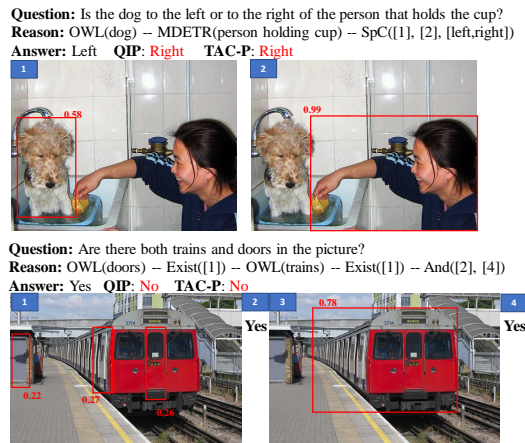 Question: Is the dog to the left or to the right of the person that holds the cup?
Reason: OWL(dog) -- MDETR(person holding cup) -- SpC([1], [2], [left,right])
Answer: Left QIP: Right TAC-P: Right
1
0.58
2
0.99
Question: Are there both trains and doors in the picture?
Reason: OWL(doors) -- Exist([1]) -- OWL(trains) -- Exist([1]) -- And([2], [4])
Answer: Yes QIP: No TAC-P: No
1
0.22
0.27
0.26
2
Yes
3
0.78
4
Yes